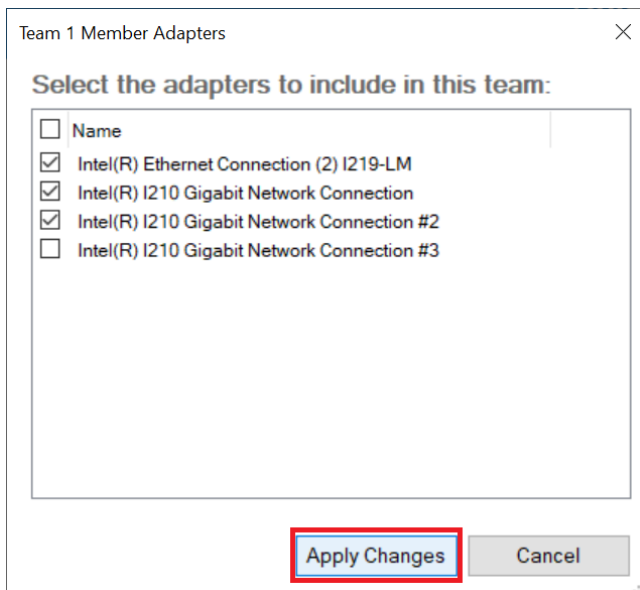 Team 1 Member Adapters
Select the adapters to include in this team:
Name
Intel(R) Ethernet Connection (2) I219-LM
Intel(R) I210 Gigabit Network Connection
Intel(R) I210 Gigabit Network Connection #2
Intel(R) I210 Gigabit Network Connection #3
Apply Changes Cancel